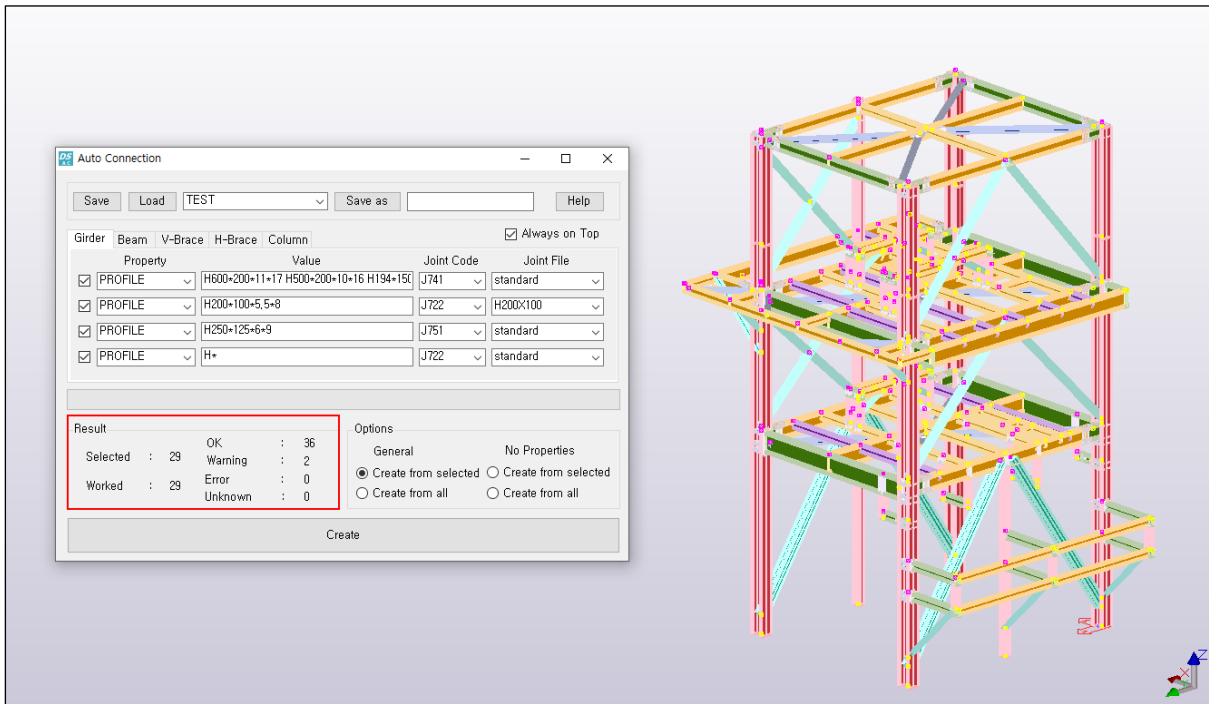 DS A.C Auto Connection
Save Load TEST Save as Help
Girder Beam V-Brace H-Brace Column Always on Top
Property Value Joint Code Joint File
PROFILE H600*200*11*17 H500*200*10*16 H194*150 J741 standard
PROFILE H200*100*5,5*8 J722 H200X100
PROFILE H250*125*6*9 J751 standard
PROFILE H* J722 standard
Result
Selected : 29
Worked : 29
OK : 36
Warning : 2
Error : 0
Unknown : 0
Options
General No Properties
Create from selected Create from selected
Create from all Create from all
Create
Z
X